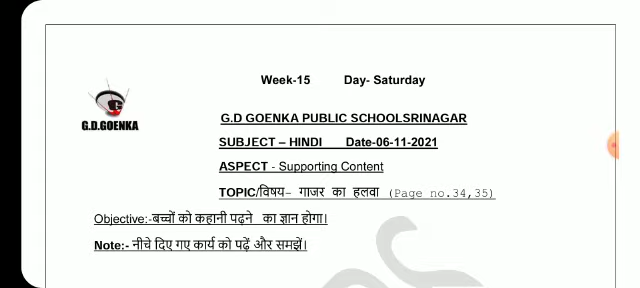 Week-15 Day- Saturday
G.D.GOENKA
G.D GOENKA PUBLIC SCHOOLSRINAGAR
SUBJECT – HINDI Date-06-11-2021
ASPECT - Supporting Content
TOPIC/विषय– गाजर का हलवा (Page no.34,35)
Objective:-बच्चों को कहानी पढ़ने का ज्ञान होगा।
Note:- नीचे दिए गए कार्य को पढ़ें और समझें।